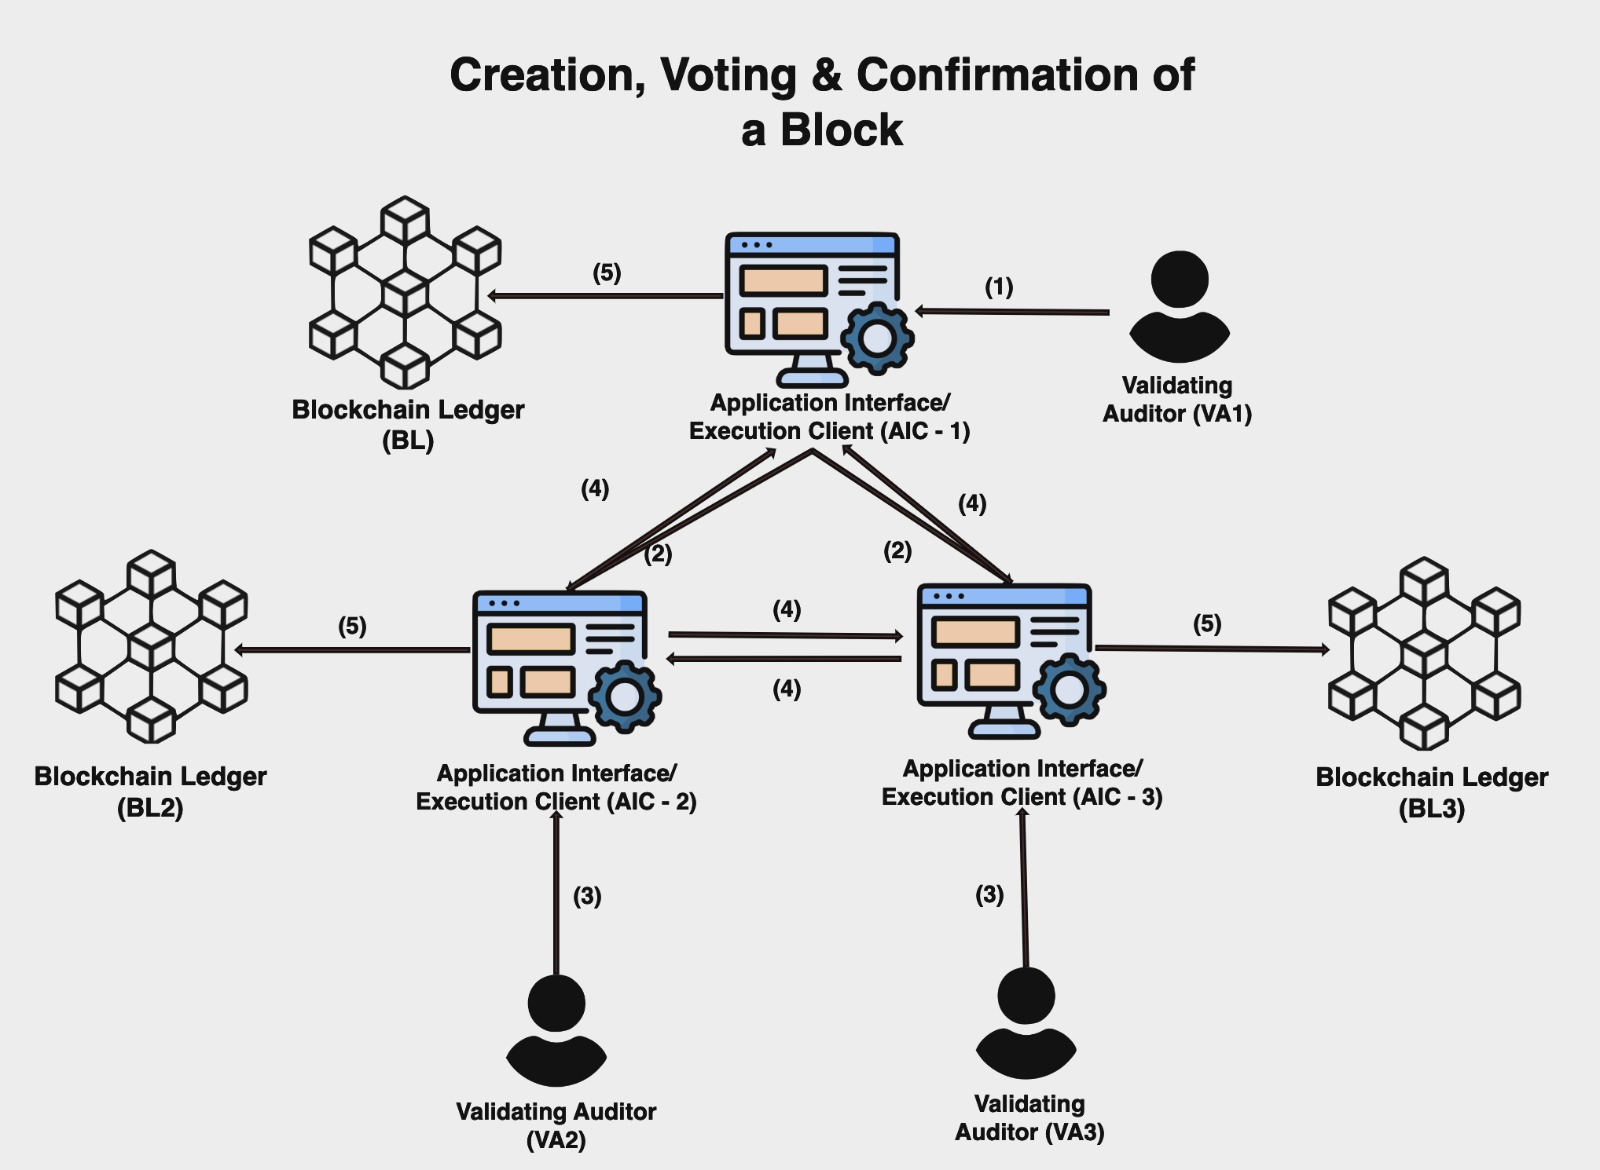 Creation, Voting & Confirmation of
a Block
(5)
(1)
Blockchain Ledger
(BL)
Application Interface/
Execution Client (AIC - 1)
Validating
Auditor (VA1)
(4)
(4)
(2)
(2)
(5)
(4)
(5)
(4)
Blockchain Ledger
(BL2)
Application Interface/
Execution Client (AIC - 2)
Application Interface/
Execution Client (AIC - 3)
Blockchain Ledger
(BL3)
(3)
(3)
Validating Auditor
(VA2)
Validating
Auditor (VA3)